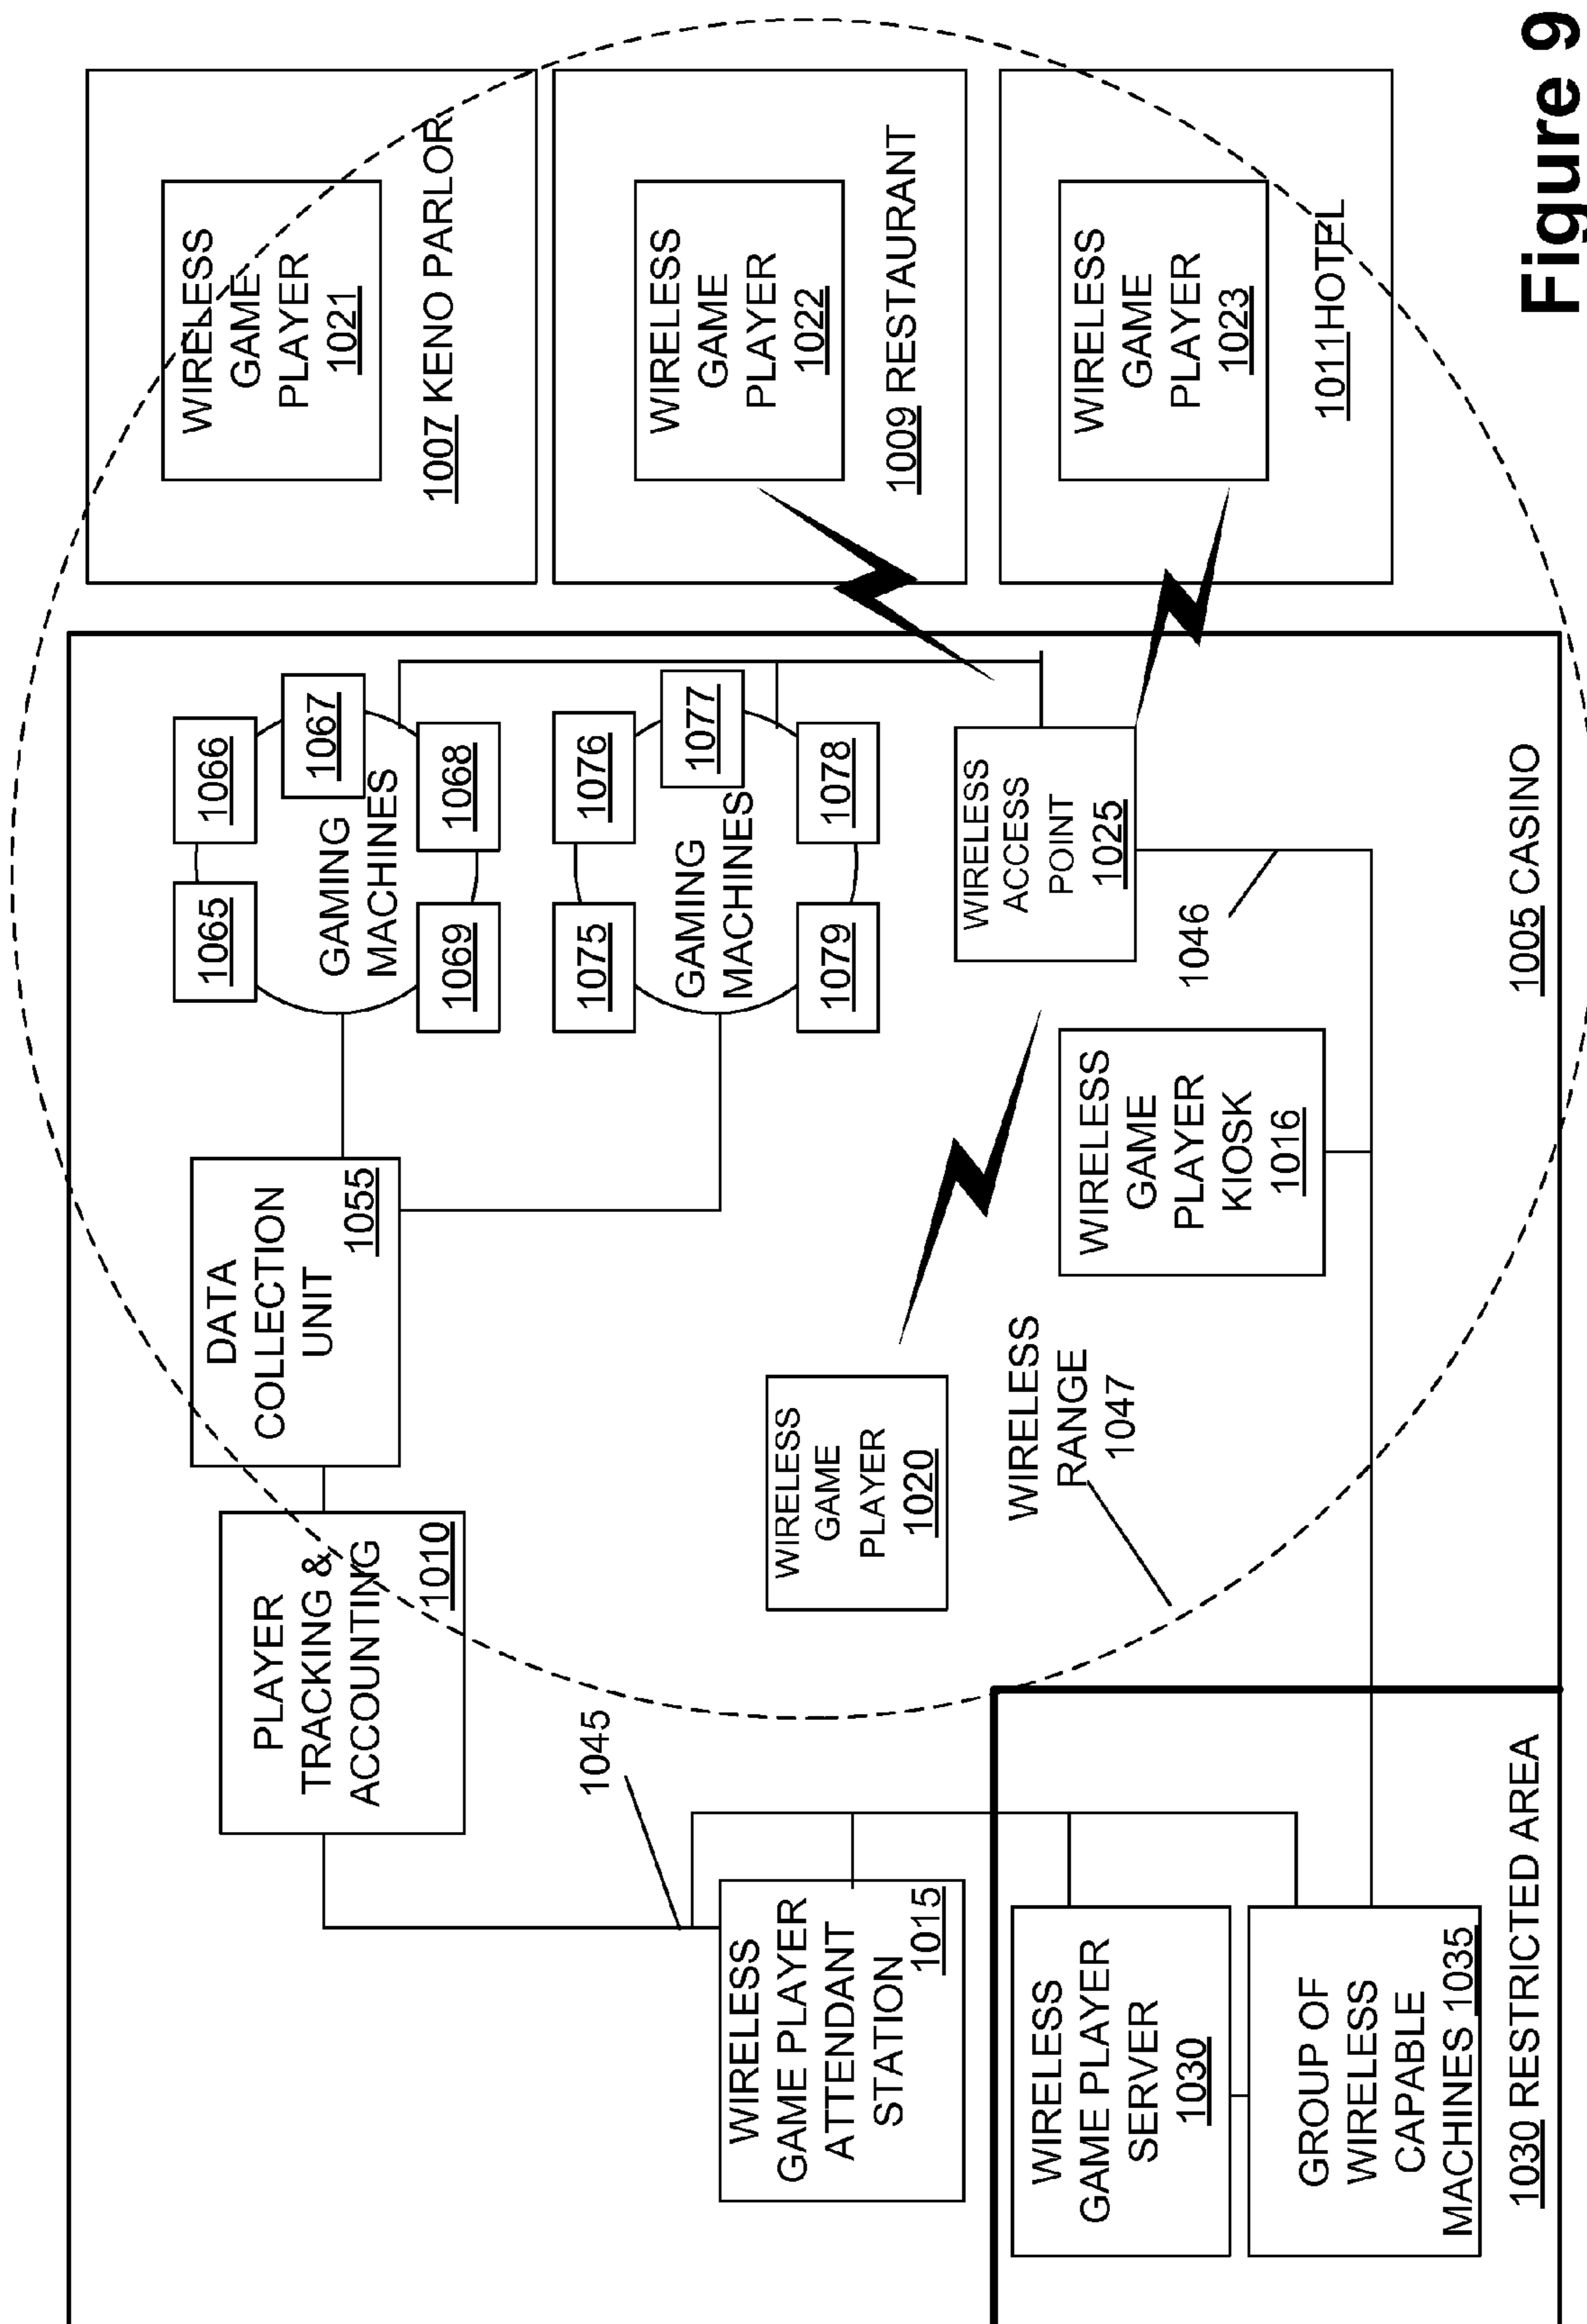 PLAYER
TRACKING &
ACCOUNTING
1010
DATA
COLLECTION
UNIT
1055
1065
1066
1067
GAMING
MACHINES
1069
1068
1075
1076
1077
GAMING
MACHINES
1079
1078
WIRELESS
GAME
PLAYER
1021
1007 KENO PARLOR
WIRELESS
GAME
PLAYER
1022
1009 RESTAURANT
WIRELESS
GAME
PLAYER
1023
1011HOTEL
1045
WIRELESS
GAME PLAYER
ATTENDANT
STATION
1015
WIRELESS
GAME
PLAYER
1020
WIRELESS
RANGE
1047
WIRELESS
ACCESS
POINT
1025
1046
WIRELESS
GAME
PLAYER
KIOSK
1016
WIRELESS
GAME PLAYER
SERVER
1030
GROUP OF
WIRELESS
CAPABLE
MACHINES 1035
1030 RESTRICTED AREA
1005 CASINO
Figure 9